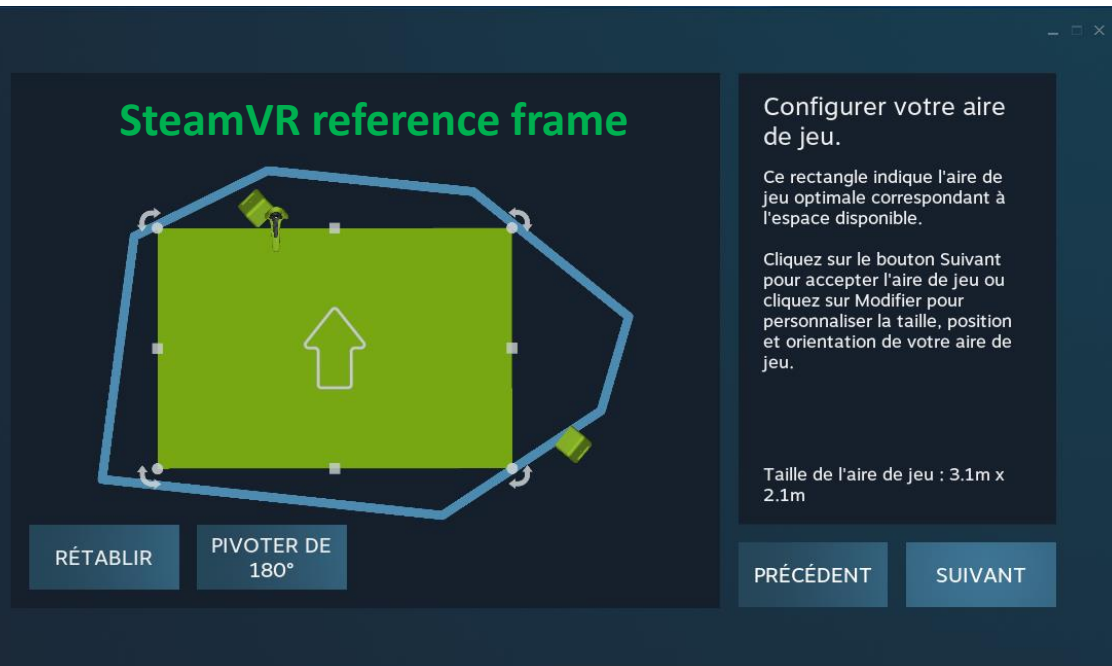 SteamVR reference frame
Configurer votre aire
de jeu.
Ce rectangle indique l'aire de
jeu optimale correspondant à
l'espace disponible.
Cliquez sur le bouton Suivant
pour accepter l'aire de jeu ou
cliquez sur Modifier pour
personnaliser la taille, position
et orientation de votre aire de
jeu.
Taille de l'aire de jeu : 3.1m x
2.1m
RÉTABLIR
PIVOTER DE
180°
PRÉCÉDENT
SUIVANT